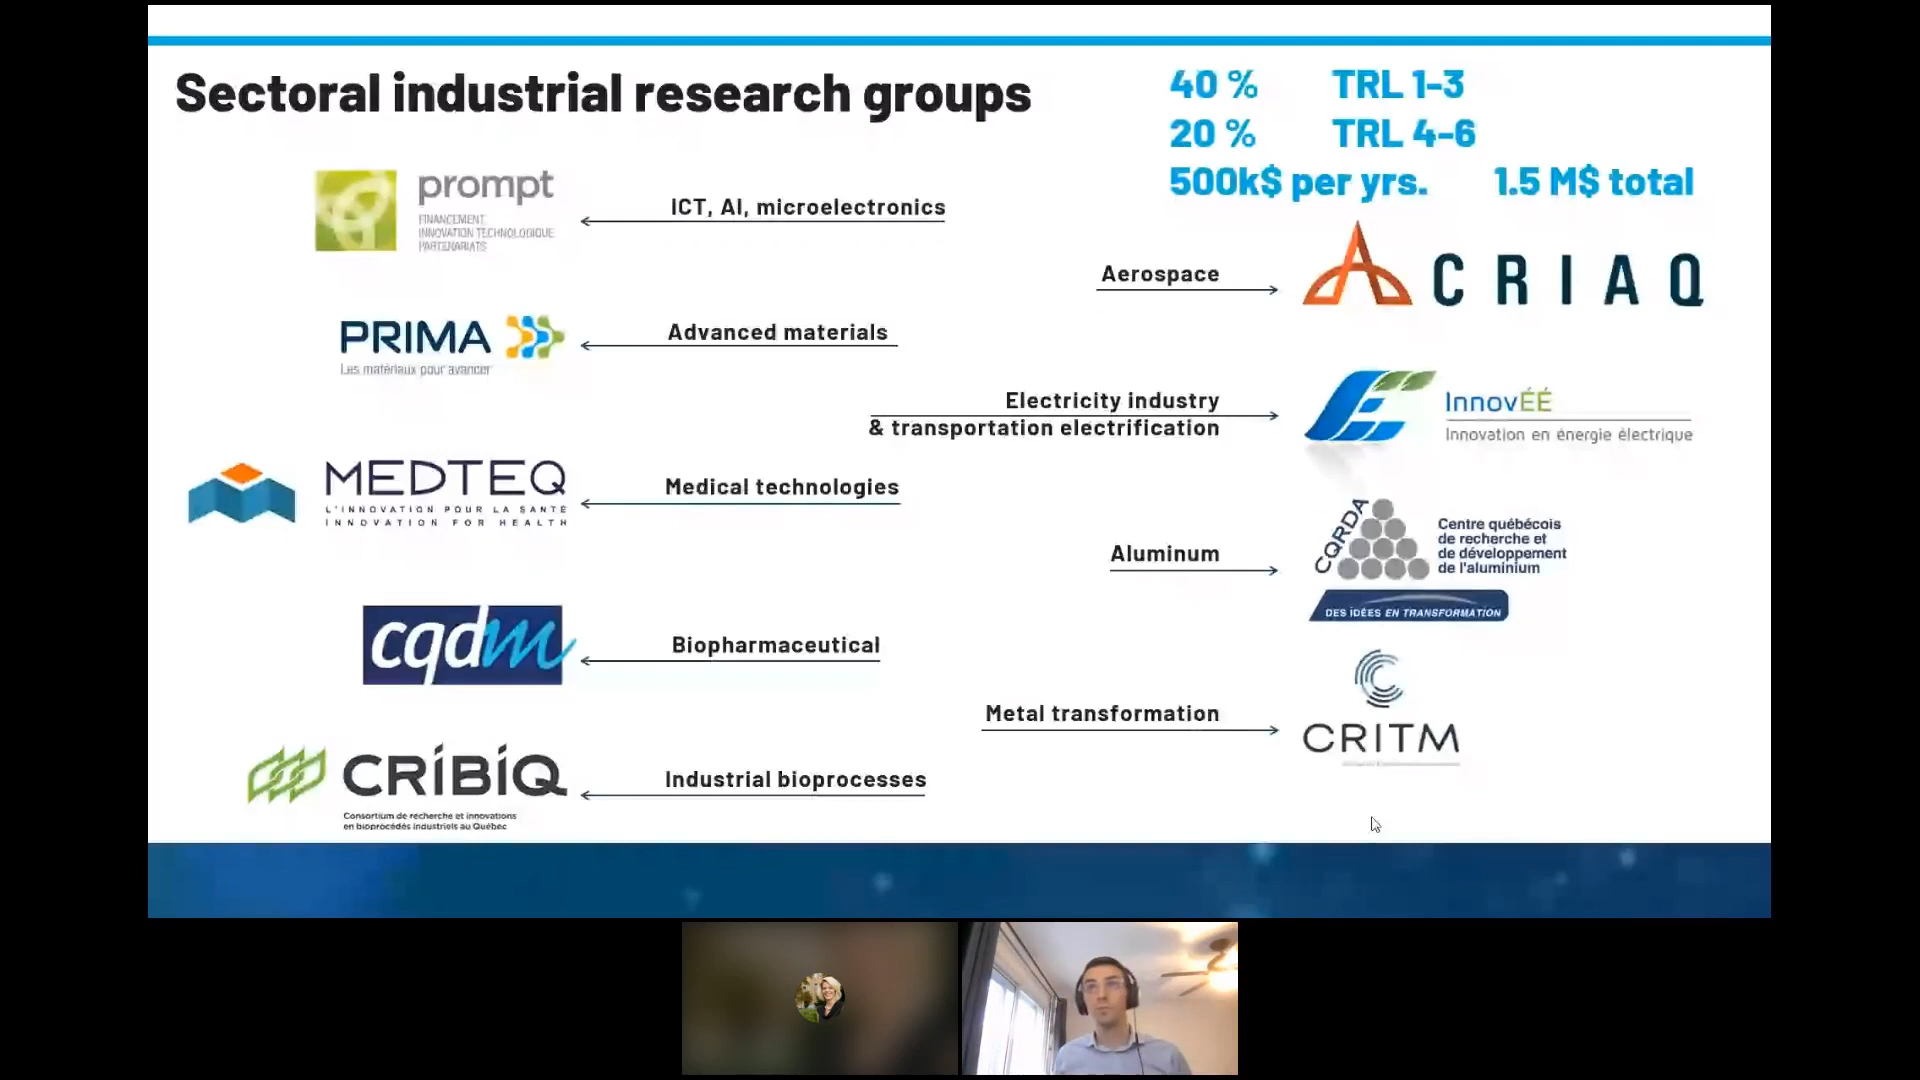 Sectoral industrial research groups
40 % TRL 1-3
20 % TRL 4-6
500k$ per yrs. 1.5 M$ total
prompt
FINANCEMENT
INNOVATION TECHNOLOGIQUE
PARTENARIATS
ICT, AI, microelectronics
Aerospace
CRIAQ
PRIMA
Les matériaux pour avancer
Advanced materials
Electricity industry
& transportation electrification
InnovÉÉ
Innovation en énergie électrique
MEDTEQ
L'INNOVATION POUR LA SANTÉ
INNOVATION FOR HEALTH
Medical technologies
Aluminum
CQRDA
Centre québécois
de recherche et
de développement
de l'aluminium
DES IDÉES EN TRANSFORMATION
cqdm
Biopharmaceutical
Metal transformation
CRITM
CRIBIQ
Consortium de recherche et innovations
en bioprocédés industriels au Québec
Industrial bioprocesses